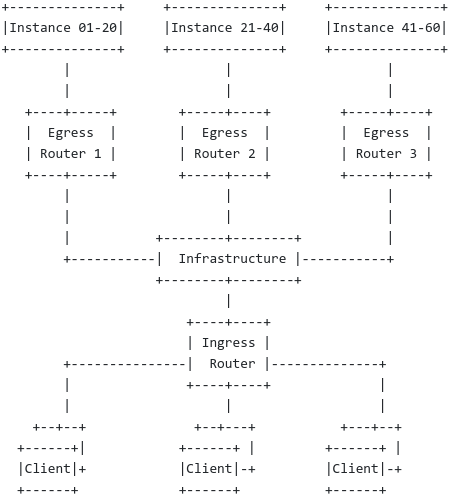 Instance 01-20 Instance 21-40 Instance 41-60
Egress Egress Egress
Router 1 Router 2 Router 3
Infrastructure
Ingress
Router
Client Client Client